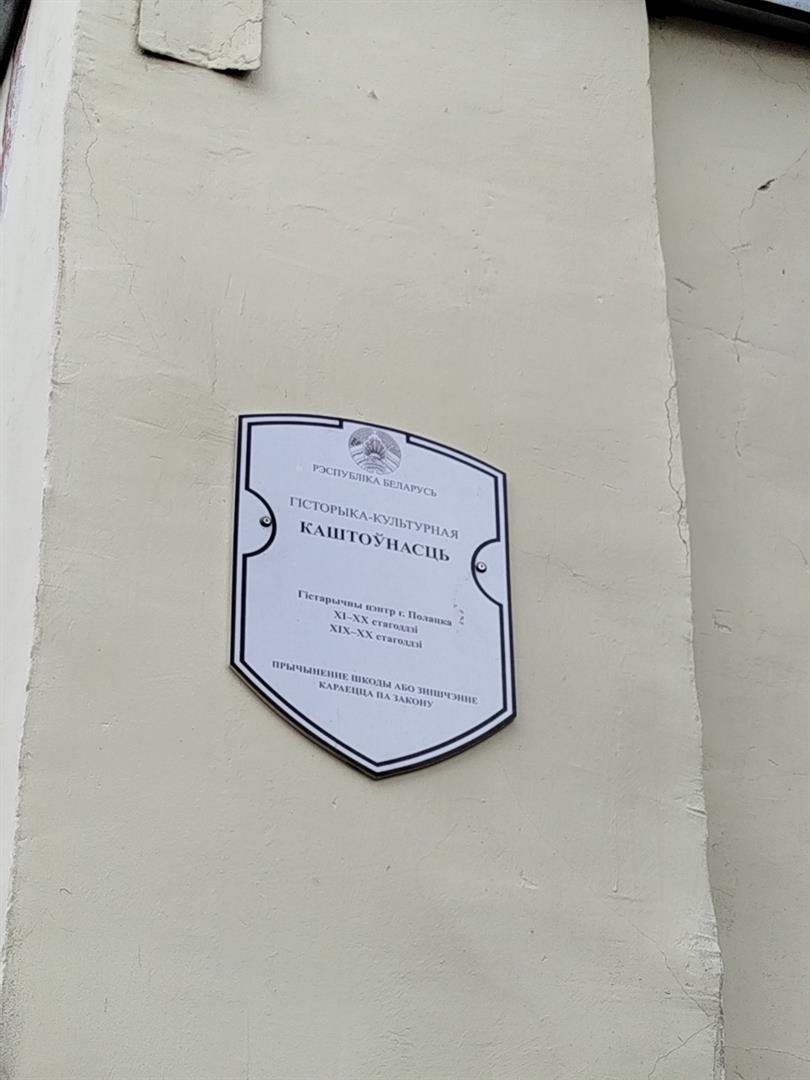 РЭСПУБЛІКА БЕЛАРУСЬ
ГІСТОРЫКА-КУЛЬТУРНАЯ
КАШТОЎНАСЦЬ
Гістарычны цэнтр г. Полацка
XI–XX стагоддзі
XIX–XX стагоддзі
ПРЫЧЫНЕННЕ ШКОДЫ АБО ЗНІШЧЭННЕ
КАРАЕЦЦА ПА ЗАКОНУ